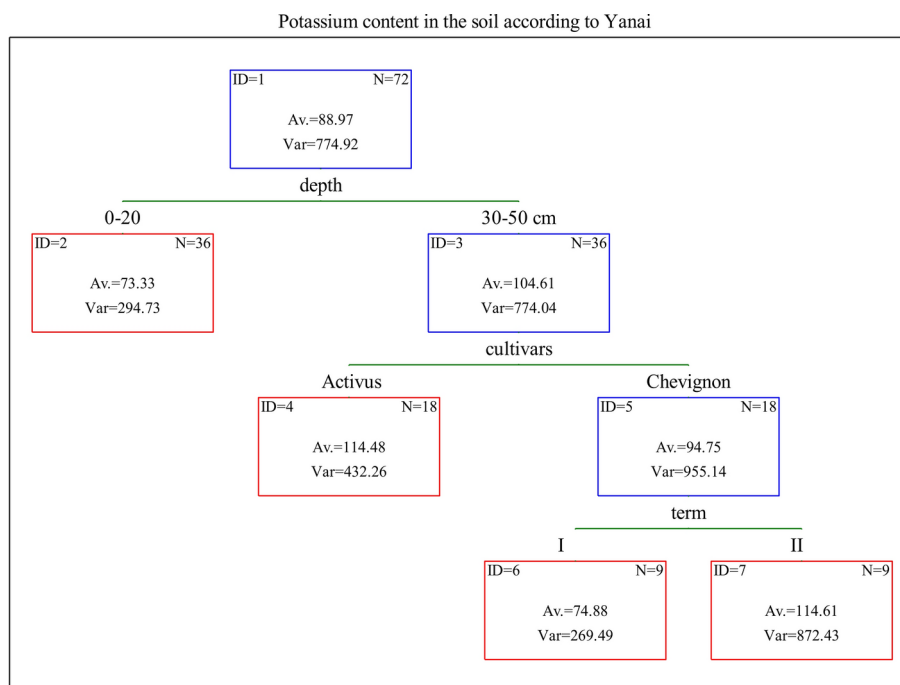 Potassium content in the soil according to Yanai
ID=1 N=72
Av.=88.97
Var=774.92
depth
0-20 30-50 cm
ID=2 N=36 ID=3 N=36
Av.=73.33 Av.=104.61
Var=294.73 Var=774.04
cultivars
Activus Chevignon
ID=4 N=18 ID=5 N=18
Av.=114.48 Av.=94.75
Var=432.26 Var=955.14
term
I II
ID=6 N=9 ID=7 N=9
Av.=74.88 Av.=114.61
Var=269.49 Var=872.43